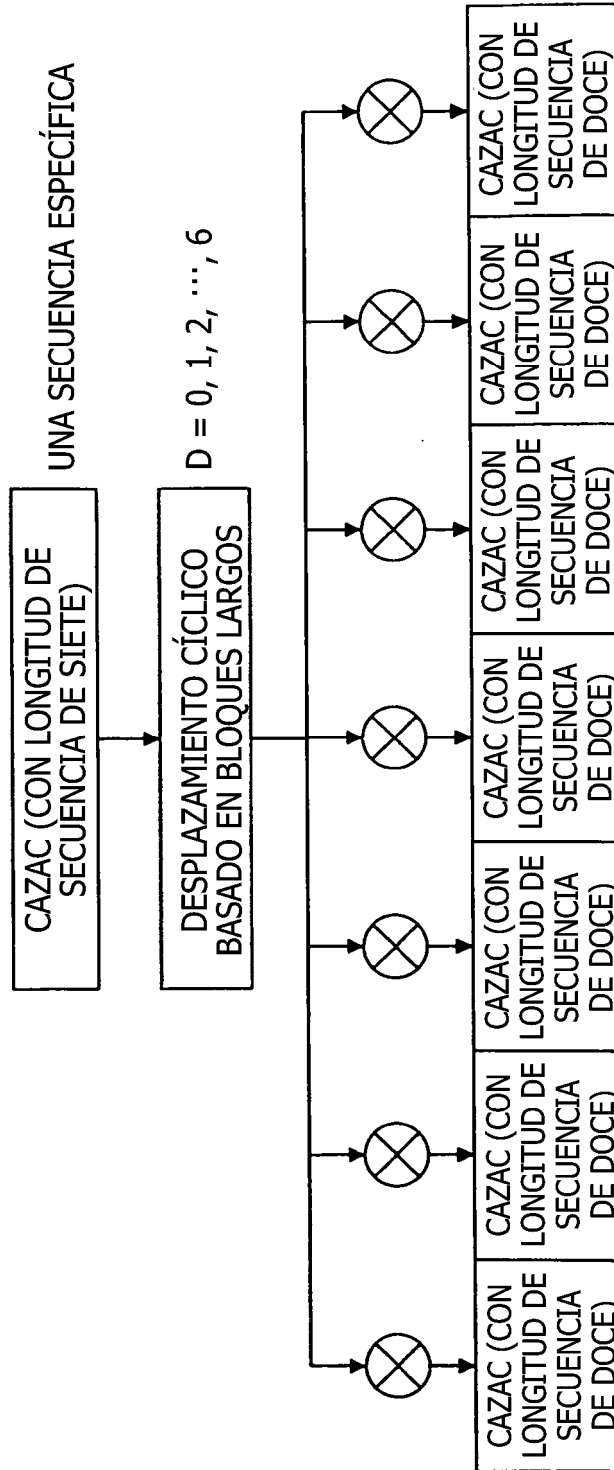 CAZAC (CON LONGITUD DE
SECUENCIA DE SIETE)
UNA SECUENCIA ESPECÍFICA
DESPLAZAMIENTO CÍCLICO
BASADO EN BLOQUES LARGOS
D = 0, 1, 2, ···, 6
CAZAC (CON
LONGITUD DE
SECUENCIA
DE DOCE)
CAZAC (CON
LONGITUD DE
SECUENCIA
DE DOCE)
CAZAC (CON
LONGITUD DE
SECUENCIA
DE DOCE)
CAZAC (CON
LONGITUD DE
SECUENCIA
DE DOCE)
CAZAC (CON
LONGITUD DE
SECUENCIA
DE DOCE)
CAZAC (CON
LONGITUD DE
SECUENCIA
DE DOCE)
CAZAC (CON
LONGITUD DE
SECUENCIA
DE DOCE)